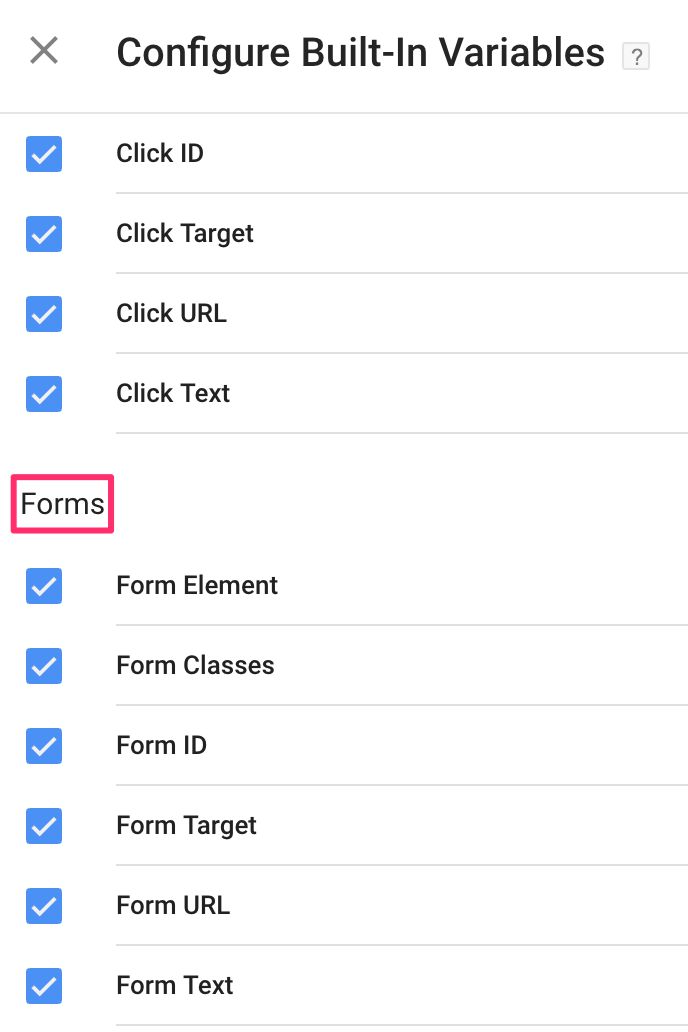 Configure Built-In Variables ?
Click ID
Click Target
Click URL
Click Text
Forms
Form Element
Form Classes
Form ID
Form Target
Form URL
Form Text